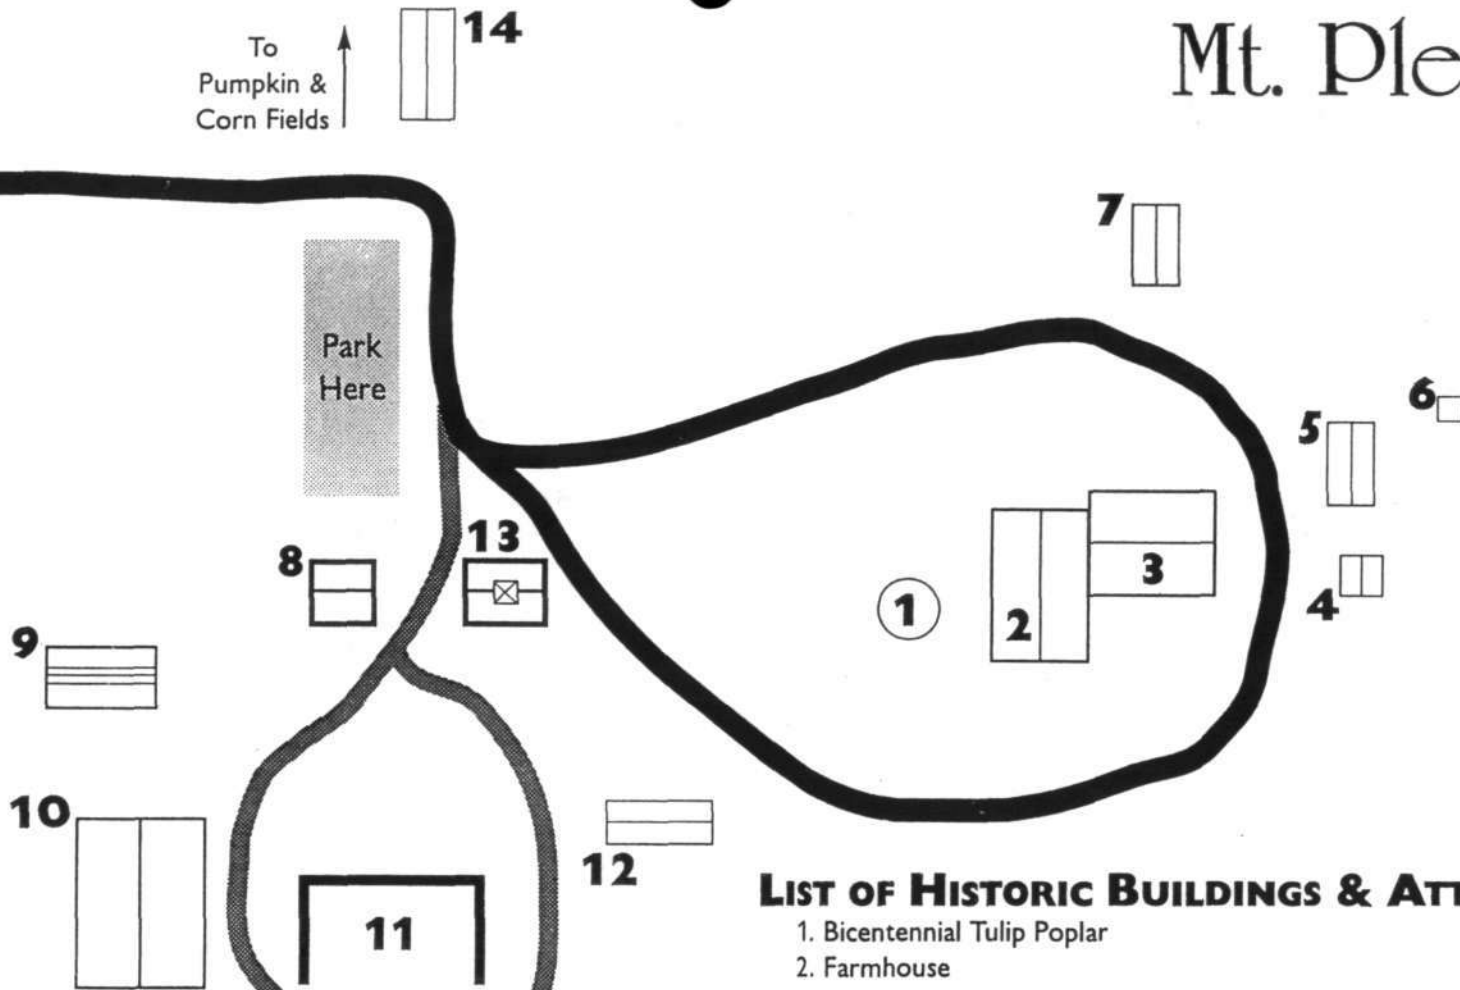 14
To
Pumpkin &
Corn Fields
Mt. Ple
7
Park
Here
6
5
13
8
3
4
1
2
9
10
12
11
LIST OF HISTORIC BUILDINGS & ATT
1. Bicentennial Tulip Poplar
2. Farmhouse